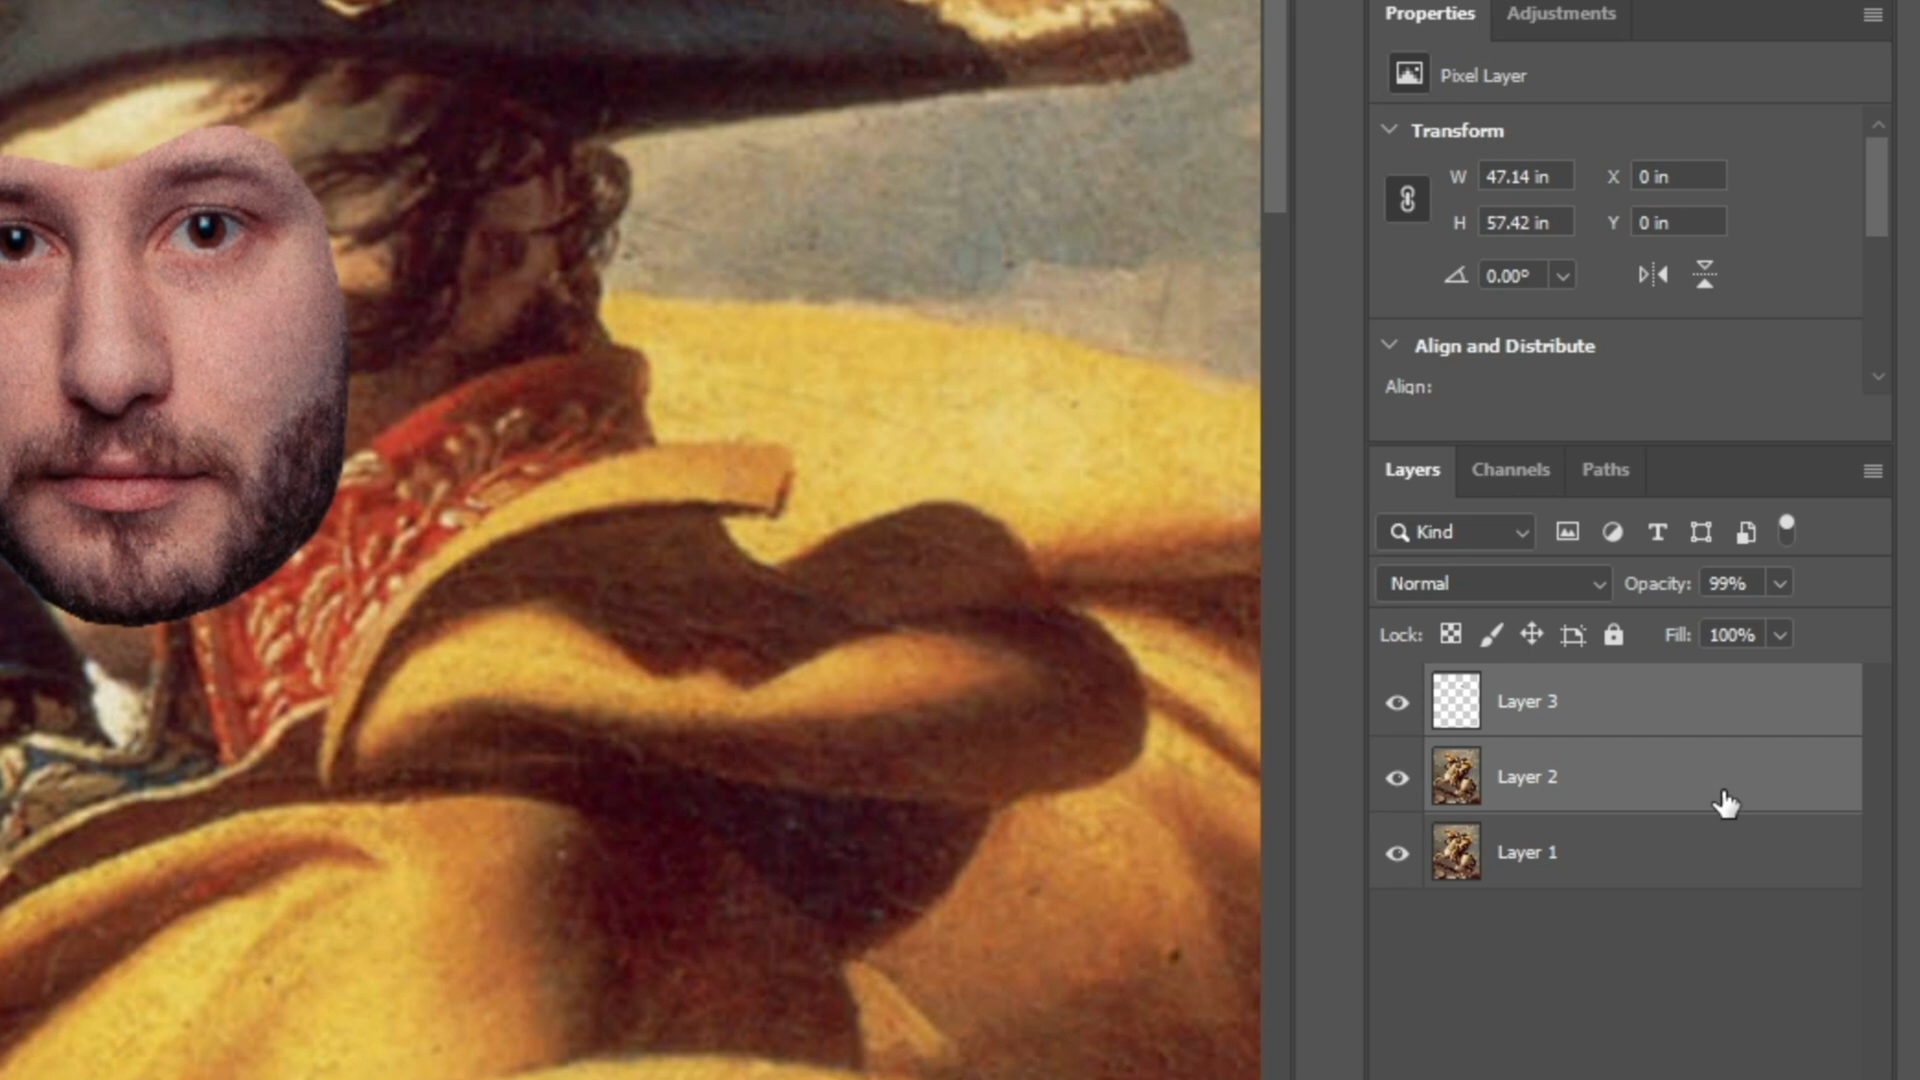 Properties Adjustments
Pixel Layer
Transform
W 47.14 in X 0 in
H 57.42 in Y 0 in
0.00°
Align and Distribute
Align:
Layers Channels Paths
Kind
Normal Opacity: 99%
Lock: Fill: 100%
Layer 3
Layer 2
Layer 1